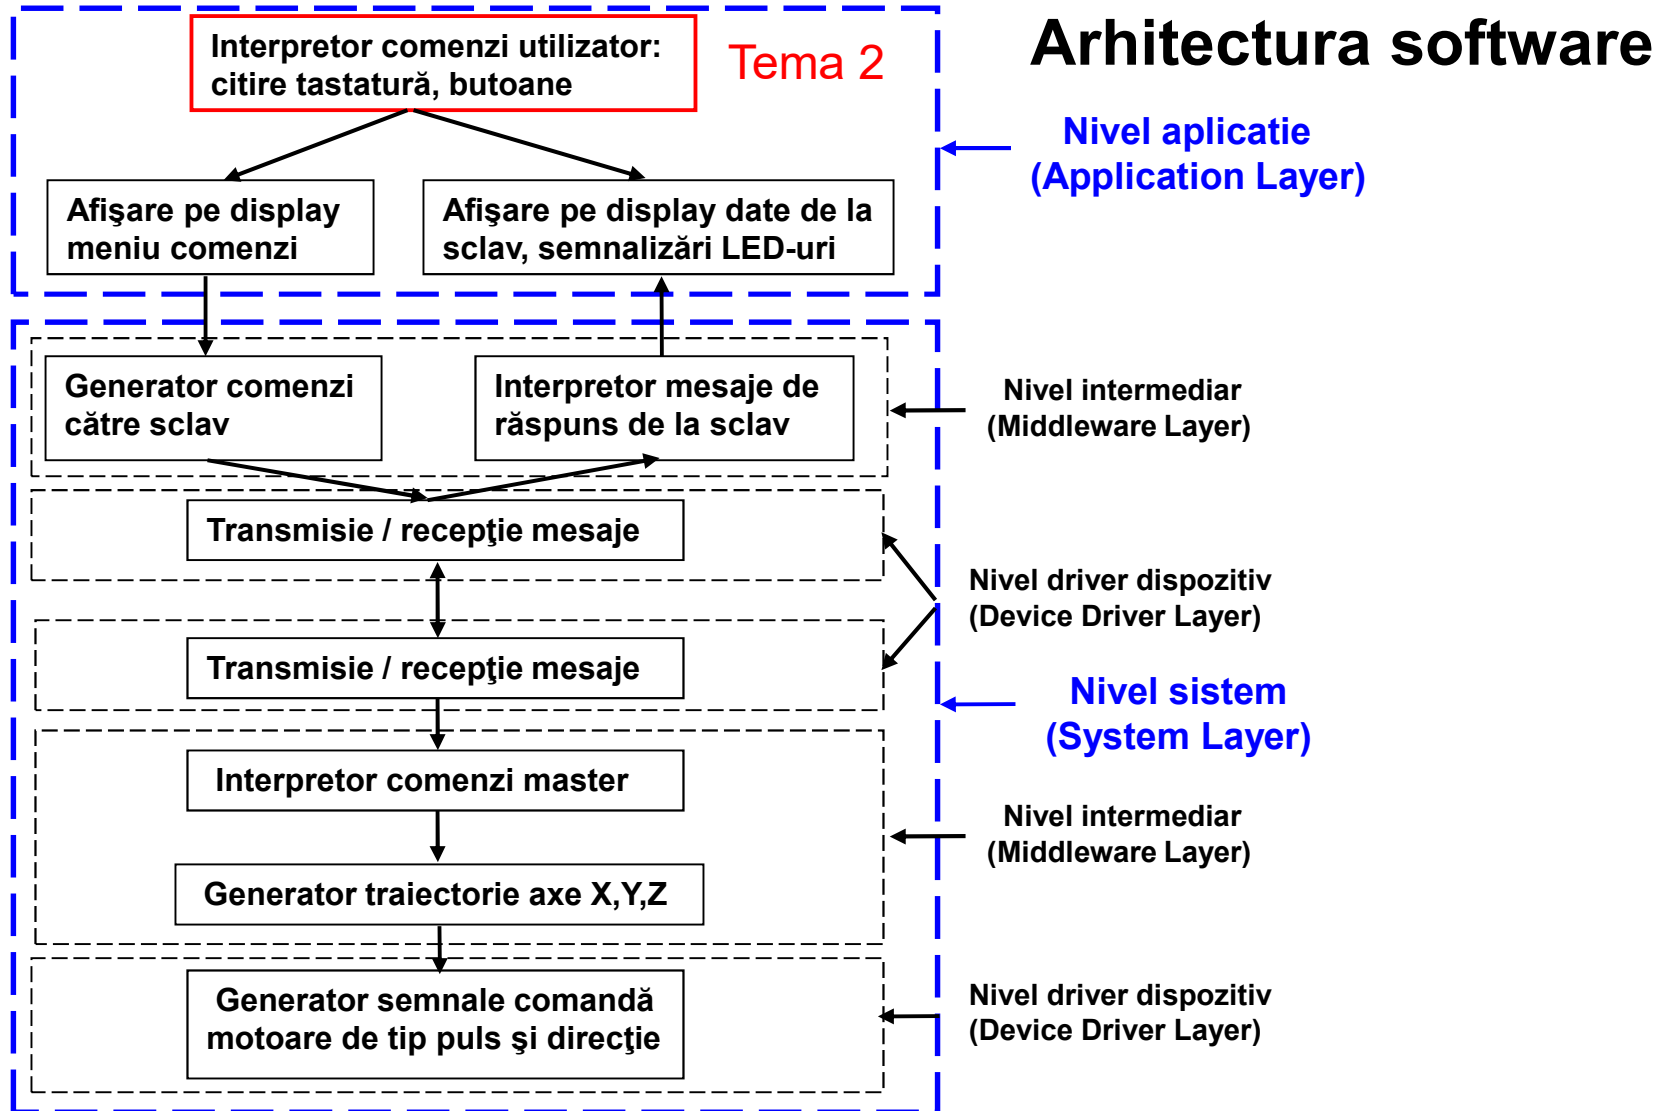 Arhitectura software
Interpretor comenzi utilizator:
citire tastatură, butoane
Tema 2
Nivel aplicatie
(Application Layer)
Afişare pe display
meniu comenzi
Afişare pe display date de la
sclav, semnalizări LED-uri
Generator comenzi
către sclav
Interpretor mesaje de
răspuns de la sclav
Nivel intermediar
(Middleware Layer)
Transmisie / recepţie mesaje
Nivel driver dispozitiv
(Device Driver Layer)
Transmisie / recepţie mesaje
Nivel sistem
(System Layer)
Interpretor comenzi master
Nivel intermediar
(Middleware Layer)
Generator traiectorie axe X,Y,Z
Generator semnale comandă
motoare de tip puls şi direcţie
Nivel driver dispozitiv
(Device Driver Layer)